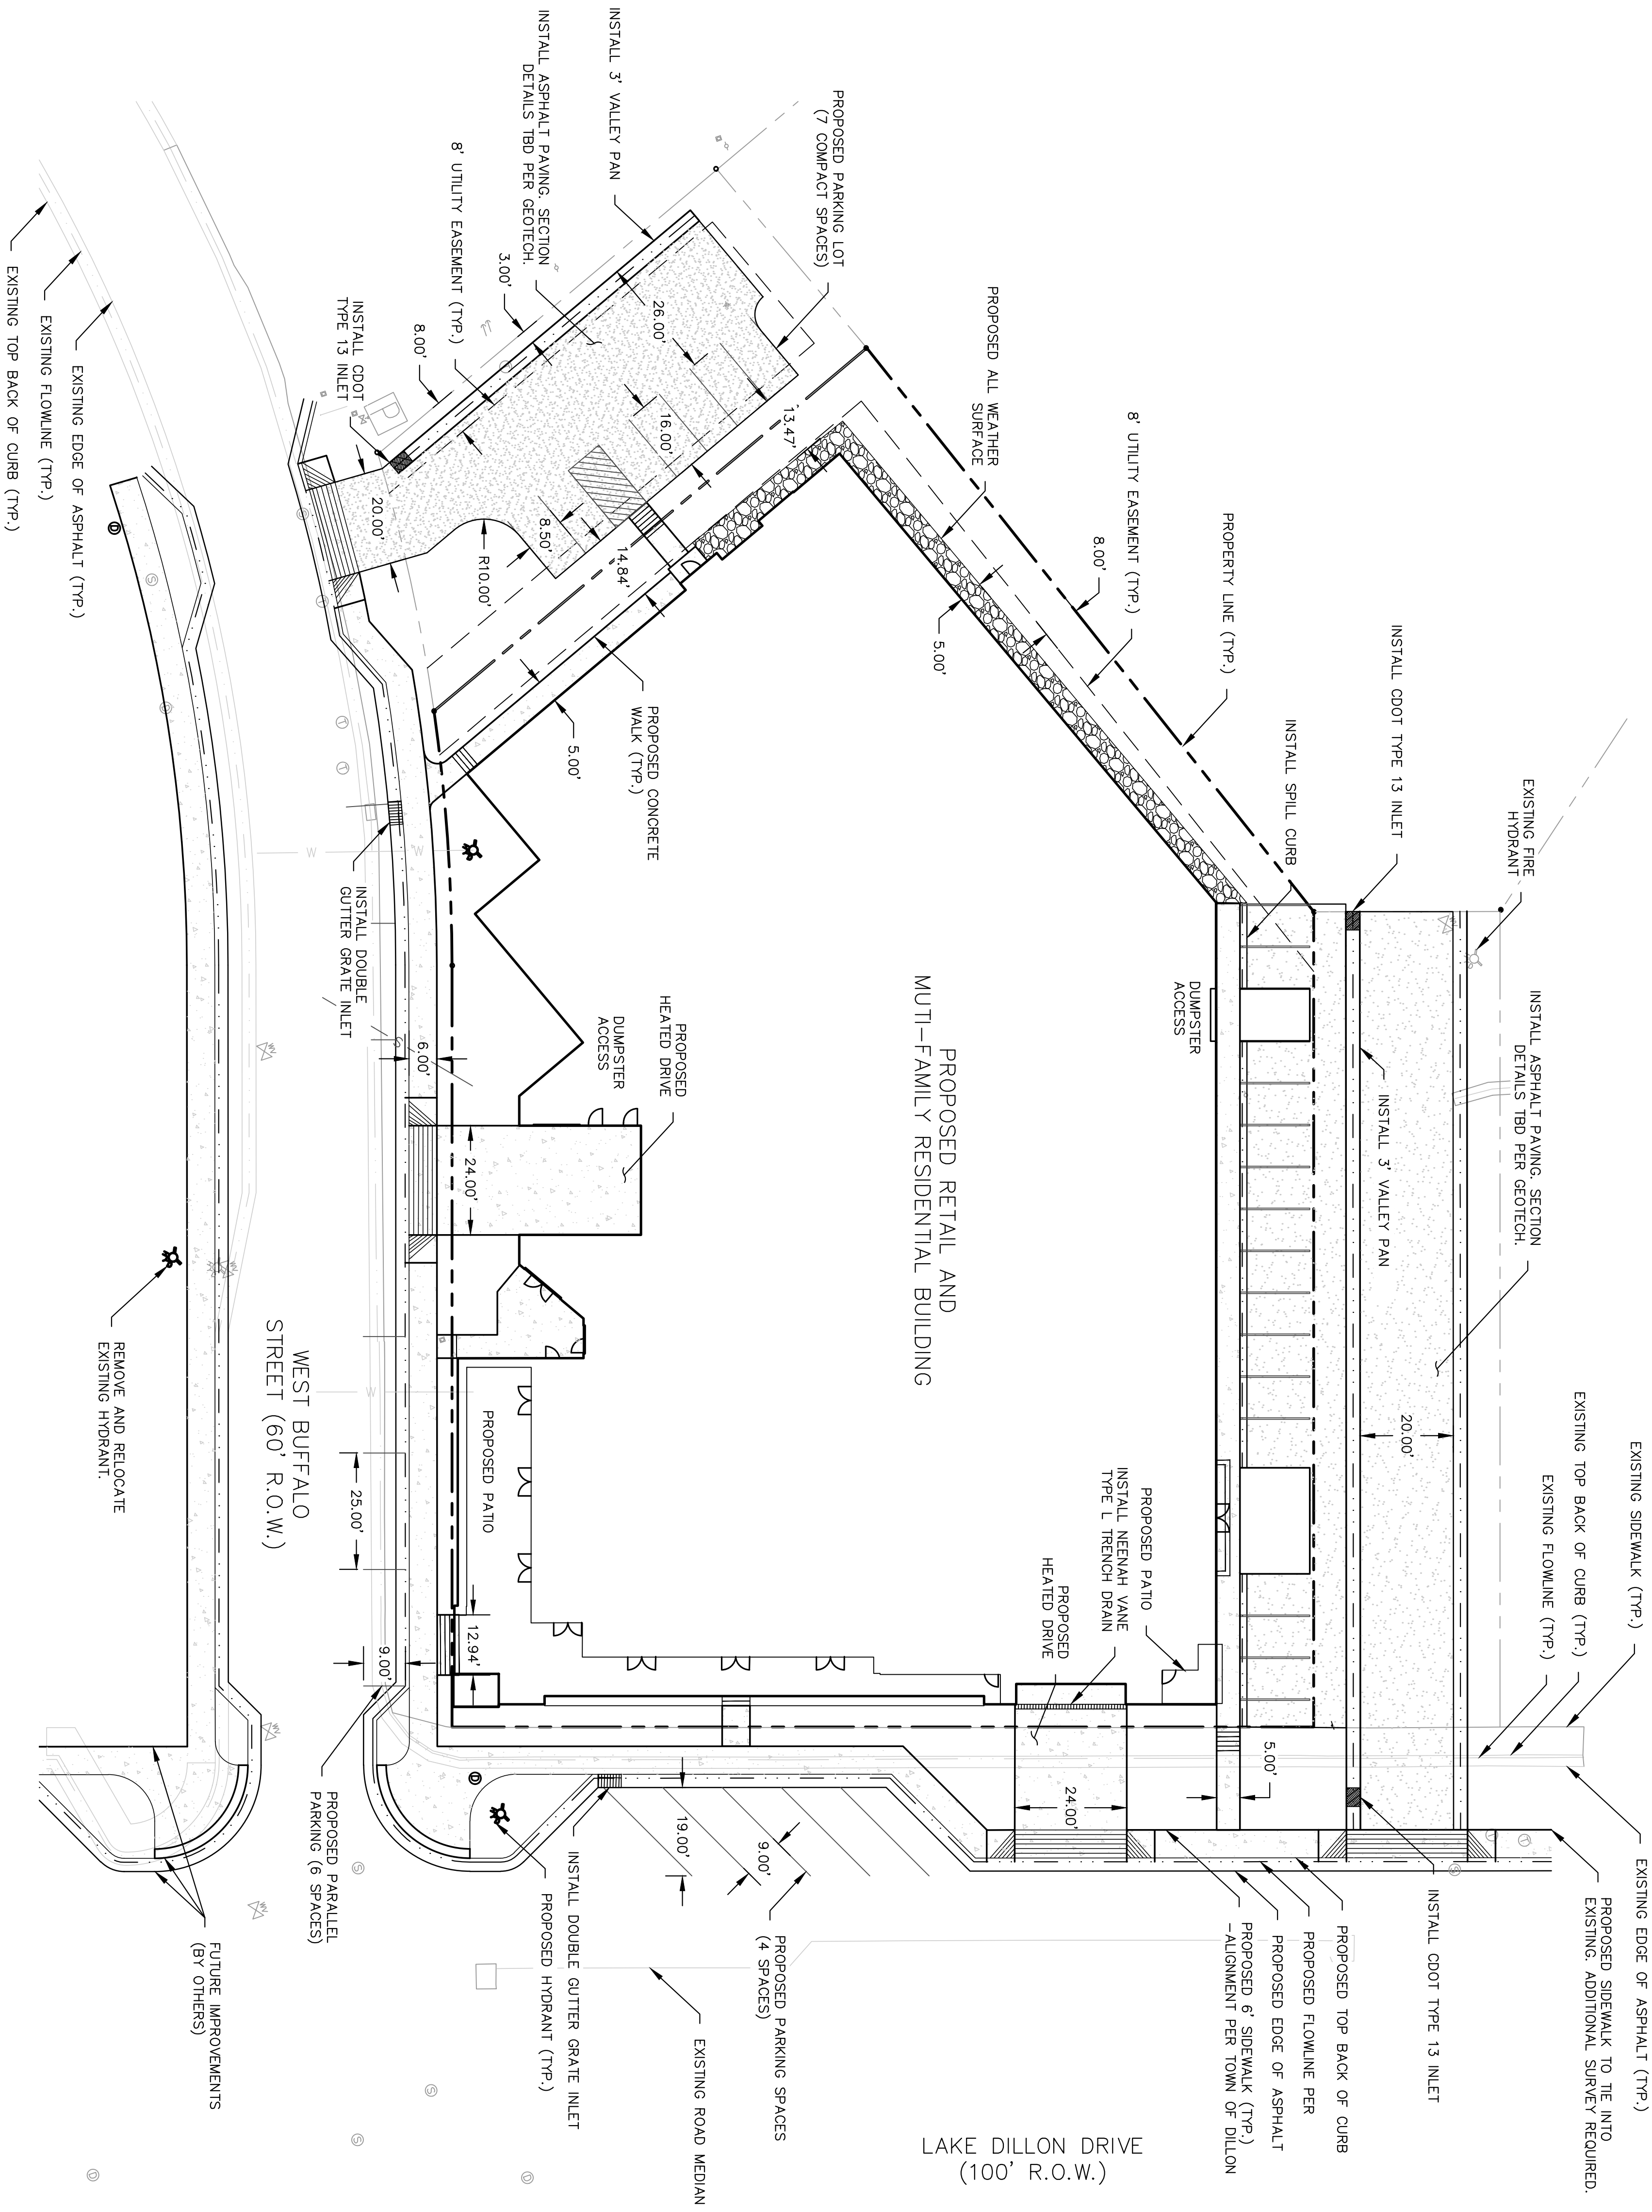 EXISTING SIDEWALK (TYP.)
EXISTING TOP BACK OF CURB (TYP.)
EXISTING FLOWLINE (TYP.)
EXISTING EDGE OF ASPHALT (TYP.)
PROPOSED SIDEWALK TO TIE INTO
EXISTING. ADDITIONAL SURVEY REQUIRED.
EXISTING FIRE
HYDRANT
INSTALL ASPHALT PAVING. SECTION
DETAILS TBD PER GEOTECH.
20.00'
INSTALL CDOT TYPE 13 INLET
INSTALL 3' VALLEY PAN
INSTALL CDOT TYPE 13 INLET
INSTALL SPILL CURB
PROPERTY LINE (TYP.)
8' UTILITY EASEMENT (TYP.)
8.00'
PROPOSED ALL WEATHER
SURFACE
5.00'
DUMPSTER
ACCESS
PROPOSED PATIO
INSTALL NEENAH VANE
TYPE L TRENCH DRAIN
PROPOSED
HEATED DRIVE
5.00'
24.00'
PROPOSED TOP BACK OF CURB
PROPOSED FLOWLINE PER
PROPOSED EDGE OF ASPHALT
PROPOSED 6' SIDEWALK (TYP.)
-ALIGNMENT PER TOWN OF DILLON
LAKE DILLON DRIVE
(100' R.O.W.)
PROPOSED RETAIL AND
MUTI-FAMILY RESIDENTIAL BUILDING
PROPOSED PARKING LOT
(7 COMPACT SPACES)
INSTALL 3' VALLEY PAN
INSTALL ASPHALT PAVING. SECTION
DETAILS TBD PER GEOTECH.
3.00'
8' UTILITY EASEMENT (TYP.)
8.00'
26.00'
16.00'
13.47'
8.50'
14.84'
R10.00'
20.00'
INSTALL CDOT
TYPE 13 INLET
P
PROPOSED CONCRETE
WALK (TYP.)
5.00'
PROPOSED
HEATED DRIVE
DUMPSTER
ACCESS
INSTALL DOUBLE
GUTTER GRATE INLET
6.00'
24.00'
PROPOSED PATIO
12.94'
9.00'
25.00'
19.00'
9.00'
PROPOSED PARKING SPACES
(4 SPACES)
EXISTING ROAD MEDIAN
INSTALL DOUBLE GUTTER GRATE INLET
PROPOSED HYDRANT (TYP.)
PROPOSED PARALLEL
PARKING (6 SPACES)
WEST BUFFALO
STREET (60' R.O.W.)
REMOVE AND RELOCATE
EXISTING HYDRANT.
FUTURE IMPROVEMENTS
(BY OTHERS)
EXISTING EDGE OF ASPHALT (TYP.)
EXISTING FLOWLINE (TYP.)
EXISTING TOP BACK OF CURB (TYP.)
W
W
W
S
S
S
S
S
S
T
T
T
D
D
D
D